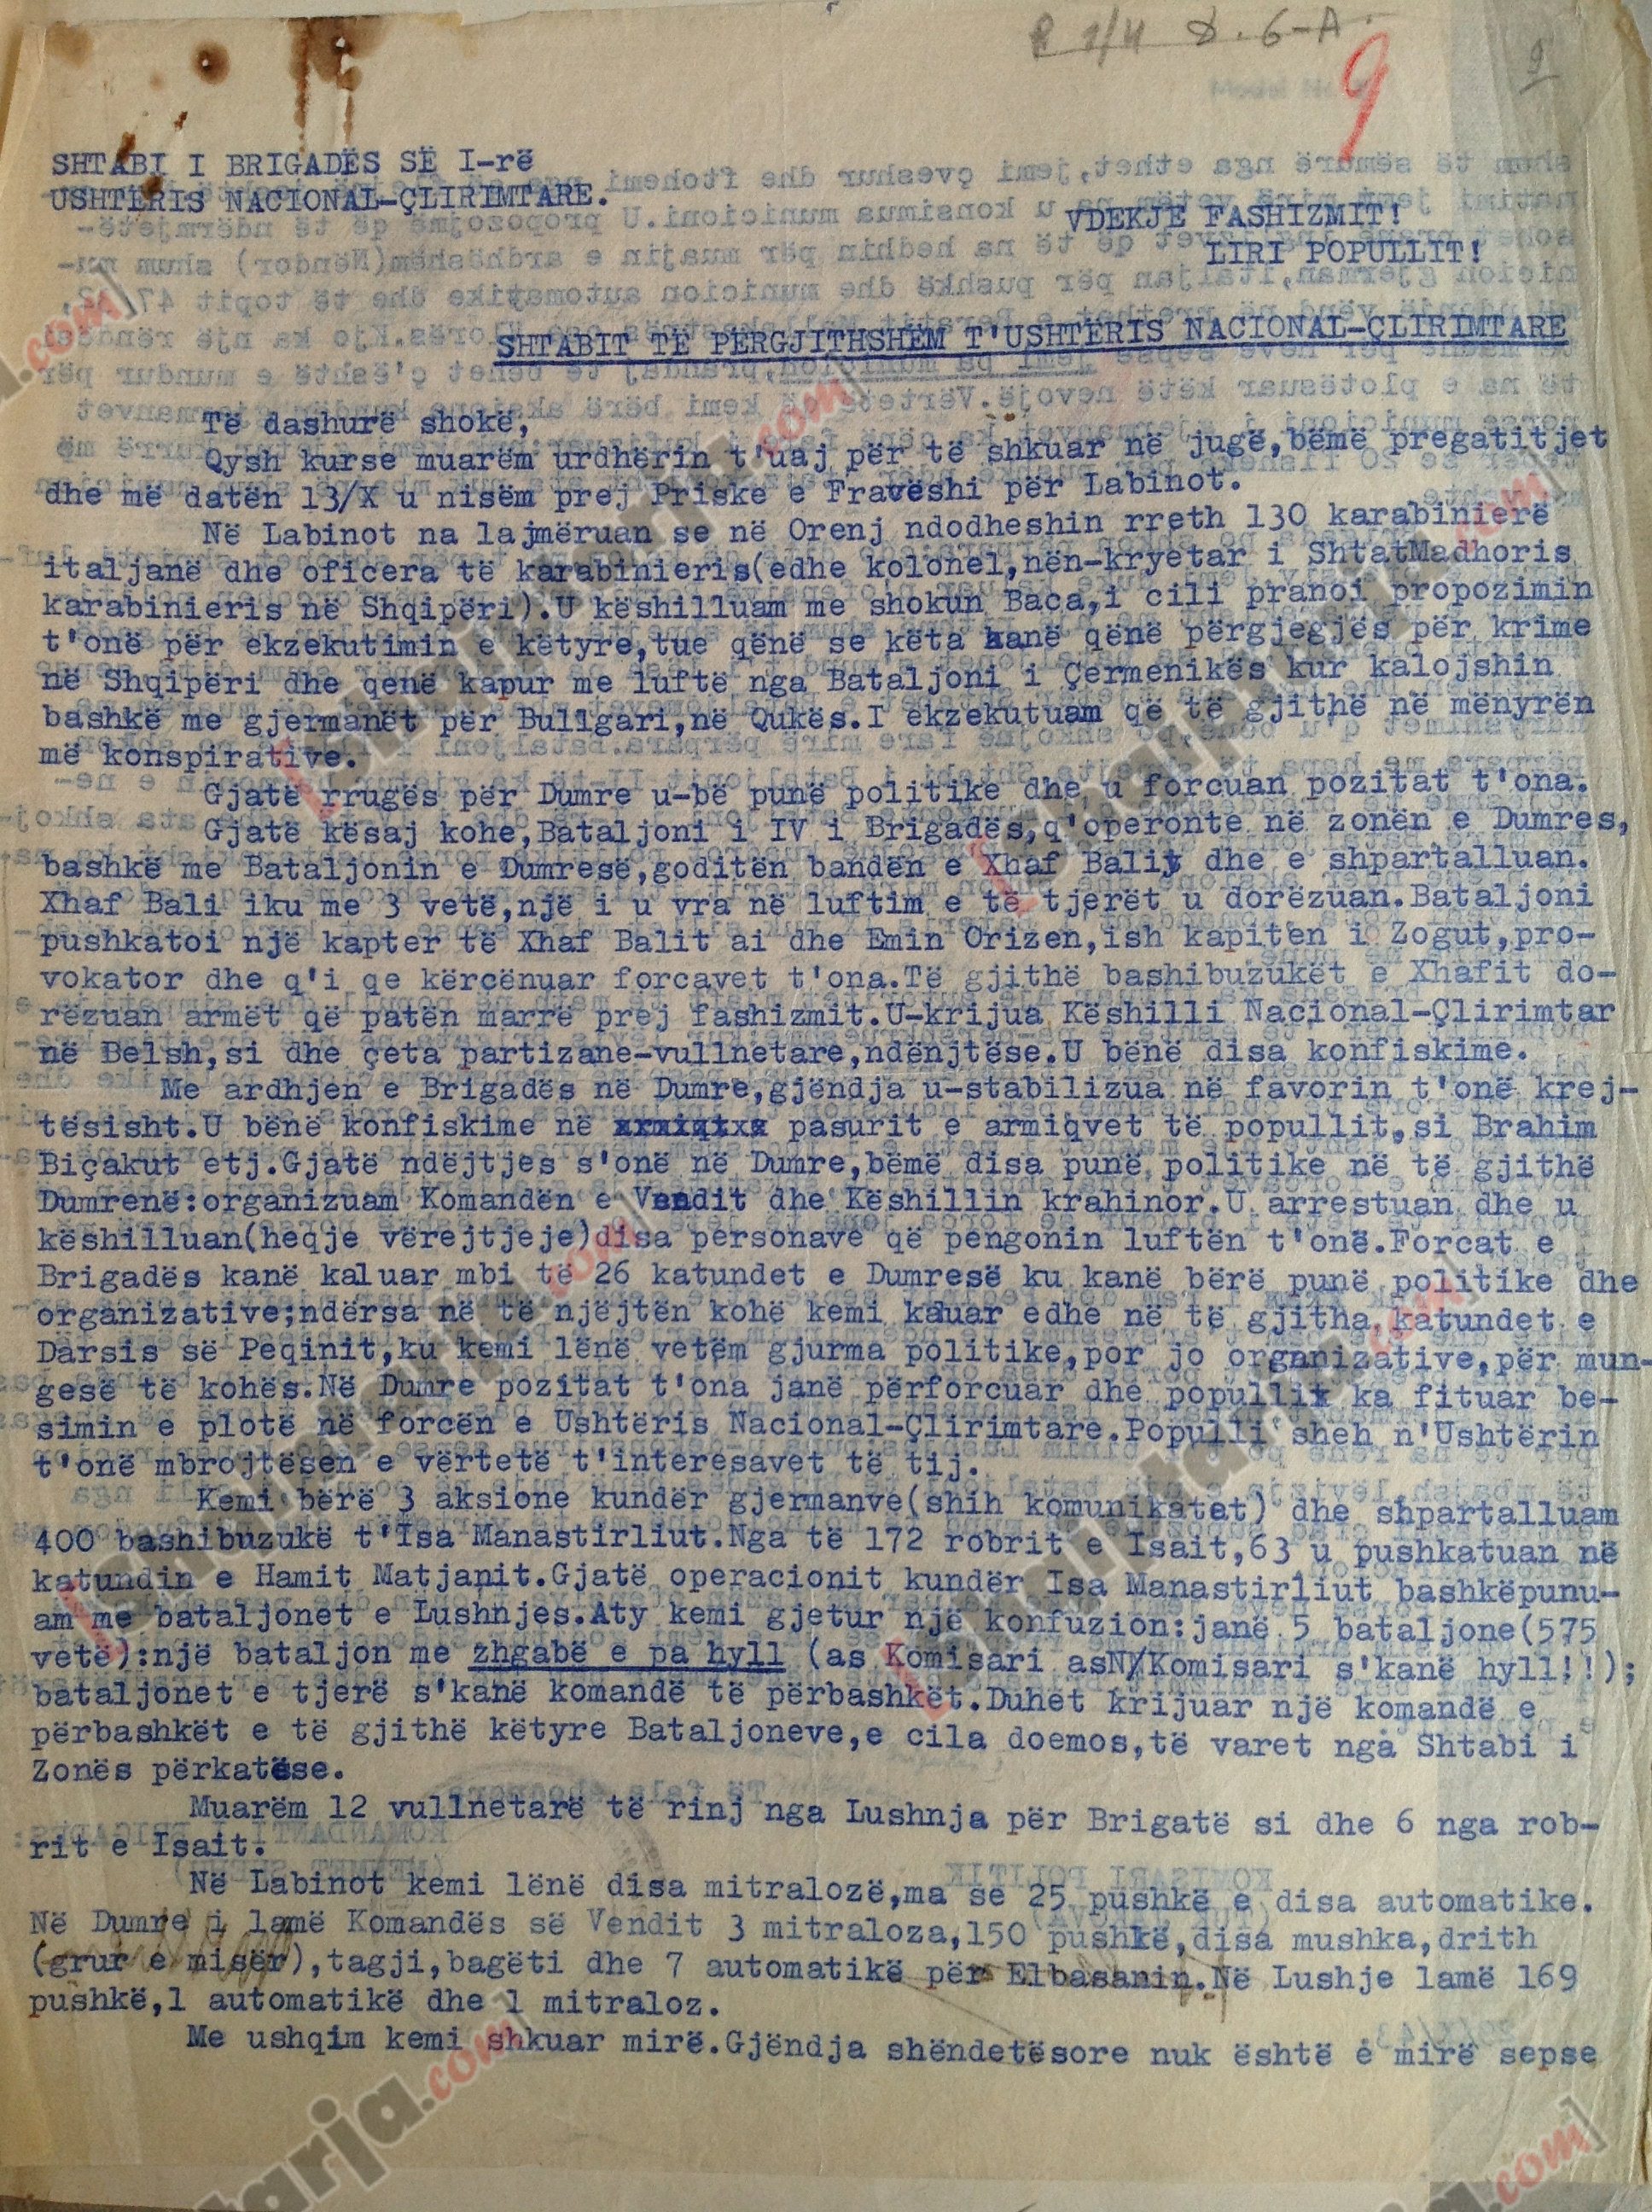 R 1/4 D. 6-A.
9
9
SHTABI I BRIGADËS SË I-rë
USHTËRIS NACIONAL-ÇLIRIMTARE.
VDEKJE FASHIZMIT!
LIRI POPULLIT!
SHTABIT TË PËRGJITHSHËM T'USHTËRIS NACIONAL-ÇLIRIMTARE
Të dashurë shokë,
Qysh kurse muarëm urdhërin t'uaj për të shkuar në jugë,bëmë pregatitjet
dhe më datën 13/X u nisëm prej Priske e Fravëshi për Labinot.
Në Labinot na lajmëruan se në Orenj ndodheshin rreth 130 karabinierë
italjanë dhe oficera të karabinieris(edhe kolonel,nën-kryetar i ShtatMadhoris
karabinieris në Shqipëri).U këshilluam me shokun Baca,i cili pranoi propozimin
t'onë për ekzekutimin e këtyre,tue qënë se këta kanë qënë përgjegjës për krime
në Shqipëri dhe qenë kapur me luftë nga Bataljoni i Çermenikës kur kalojshin
bashkë me gjermanët për Bullgari,në Qukës.I ekzekutuam që të gjithë në mënyrën
më konspirative.
Gjatë rrugës për Dumre u-bë punë politike dhe u forcuan pozitat t'ona.
Gjatë kësaj kohe,Bataljoni i IV i Brigadës,q'operonte në zonën e Dumres,
bashkë me Bataljonin e Dumresë,goditën bandën e Xhaf Balit dhe e shpartalluan.
Xhaf Bali iku me 3 vetë,një i u vra në luftim e të tjerët u dorëzuan.Bataljoni
pushkatoi një kapter të Xhaf Balit ai dhe Emin Orizen,ish kapiten i Zogut,pro-
vokator dhe q'i qe kërcënuar forcavet t'ona.Të gjithë bashibuzukët e Xhafit do-
rëzuan armët që patën marrë prej fashizmit.U-krijua Këshilli Nacional-Çlirimtar
në Belsh,si dhe çeta partizane-vullnetare,ndënjtëse.U bënë disa konfiskime.
Me ardhjen e Brigadës në Dumre,gjëndja u-stabilizua në favorin t'onë krej-
tësisht.U bënë konfiskime në pasurit e armiqvet të popullit,si Brahim
Biçakut etj.Gjatë ndëjtjes s'onë në Dumre,bëmë disa punë politike në të gjithë
Dumrenë:organizuam Komandën e Vendit dhe Këshillin krahinor.U arrestuan dhe u
këshilluan(heqje vërejtjeje)disa personave që pengonin luftën t'onë.Forcat e
Brigadës kanë kaluar mbi të 26 katundet e Dumresë ku kanë bërë punë politike dhe
organizative;ndërsa në të njëjtën kohë kemi kauar edhe në të gjitha katundet e
Darsis së Peqinit,ku kemi lënë vetëm gjurma politike,por jo organizative,për mun-
gesë të kohës.Në Dumre pozitat t'ona janë përforcuar dhe popullit ka fituar be-
simin e plotë në forcën e Ushtëris Nacional-Çlirimtare.Populli sheh n'Ushtërin
t'onë mbrojtësen e vërtetë t'interesavet të tij.
Kemi bërë 3 aksione kundër gjermanve(shih komunikatat) dhe shpartalluam
400 bashibuzukë t'Isa Manastirliut.Nga të 172 robrit e Isait,63 u pushkatuan në
katundin e Hamit Matjanit.Gjatë operacionit kundër Isa Manastirliut bashkëpunu-
am me bataljonet e Lushnjes.Aty kemi gjetur një konfuzion:janë 5 bataljone(575
vetë):një bataljon me zhgabë e pa hyll (as Komisari asN/Komisari s'kanë hyll!!);
bataljonet e tjerë s'kanë komandë të përbashkët.Duhet krijuar një komandë e
përbashkët e të gjithë këtyre Bataljoneve,e cila doemos,të varet nga Shtabi i
Zonës përkatëse.
Muarëm 12 vullnetarë të rinj nga Lushnja për Brigatë si dhe 6 nga rob-
rit e Isait.
Në Labinot kemi lënë disa mitralozë,ma se 25 pushkë e disa automatike.
Në Dumre i lamë Komandës së Vendit 3 mitraloza,150 pushkë,disa mushka,drith
(grur e misër),tagji,bagëti dhe 7 automatikë për Elbasanin.Në Lushje lamë 169
pushkë,1 automatikë dhe 1 mitraloz.
Me ushqim kemi shkuar mirë.Gjëndja shëndetësore nuk është e mirë sepse
[shqiptarja.com]